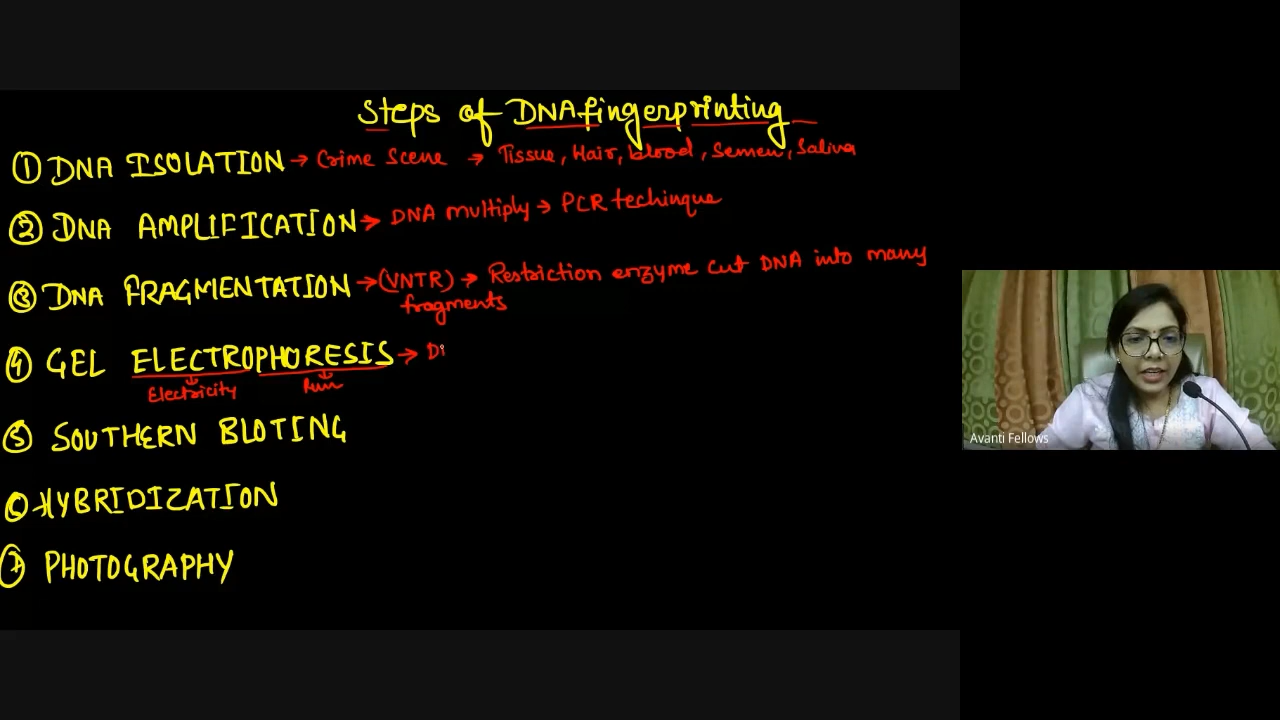 Steps of DNA fingerprinting
① DNA ISOLATION → Crime Scene → Tissue, Hair, blood, Semen, Saliva
② DNA AMPLIFICATION → DNA multiply → PCR techinque
③ DNA FRAGMENTATION → (VNTR) → Restriction enzyme cut DNA into many
fragments
④ GEL ELECTROPHORESIS → Di
Electricity Run
⑤ SOUTHERN BLOTING
⑥ HYBRIDIZATION
⑦ PHOTOGRAPHY
Avanti Fellows